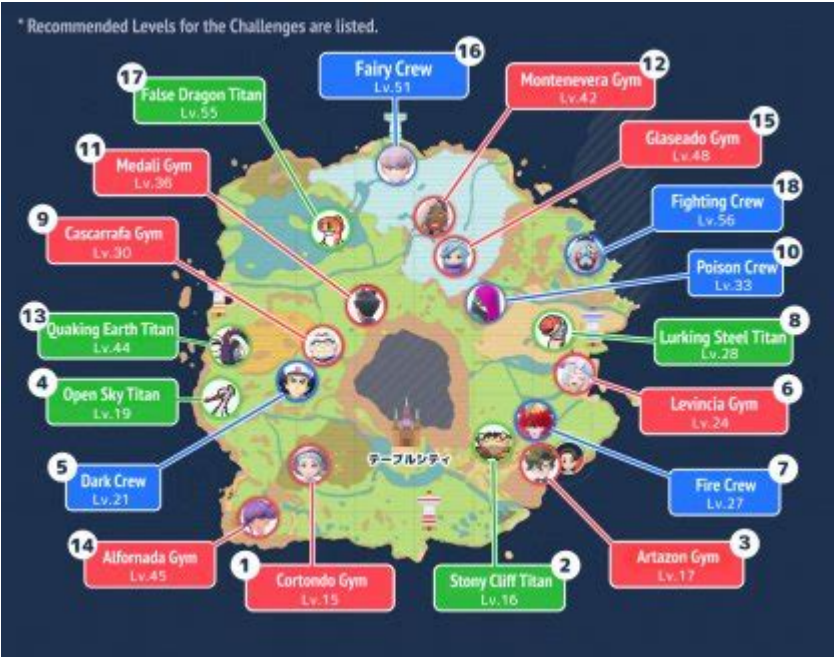 * Recommended Levels for the Challenges are listed.
16
Fairy Crew
Lv.51
12
Montenevera Gym
Lv.42
17
False Dragon Titan
Lv.55
15
Glaseado Gym
Lv.48
11
Medali Gym
Lv.36
18
Fighting Crew
Lv.56
9
Cascarrafa Gym
Lv.30
10
Poison Crew
Lv.33
13
Quaking Earth Titan
Lv.44
8
Lurking Steel Titan
Lv.28
4
Open Sky Titan
Lv.19
6
Levincia Gym
Lv.24
テーブルシティ
5
Dark Crew
Lv.21
7
Fire Crew
Lv.27
14
Alfornada Gym
Lv.45
1
Cortondo Gym
Lv.15
2
Stony Cliff Titan
Lv.16
3
Artazon Gym
Lv.17